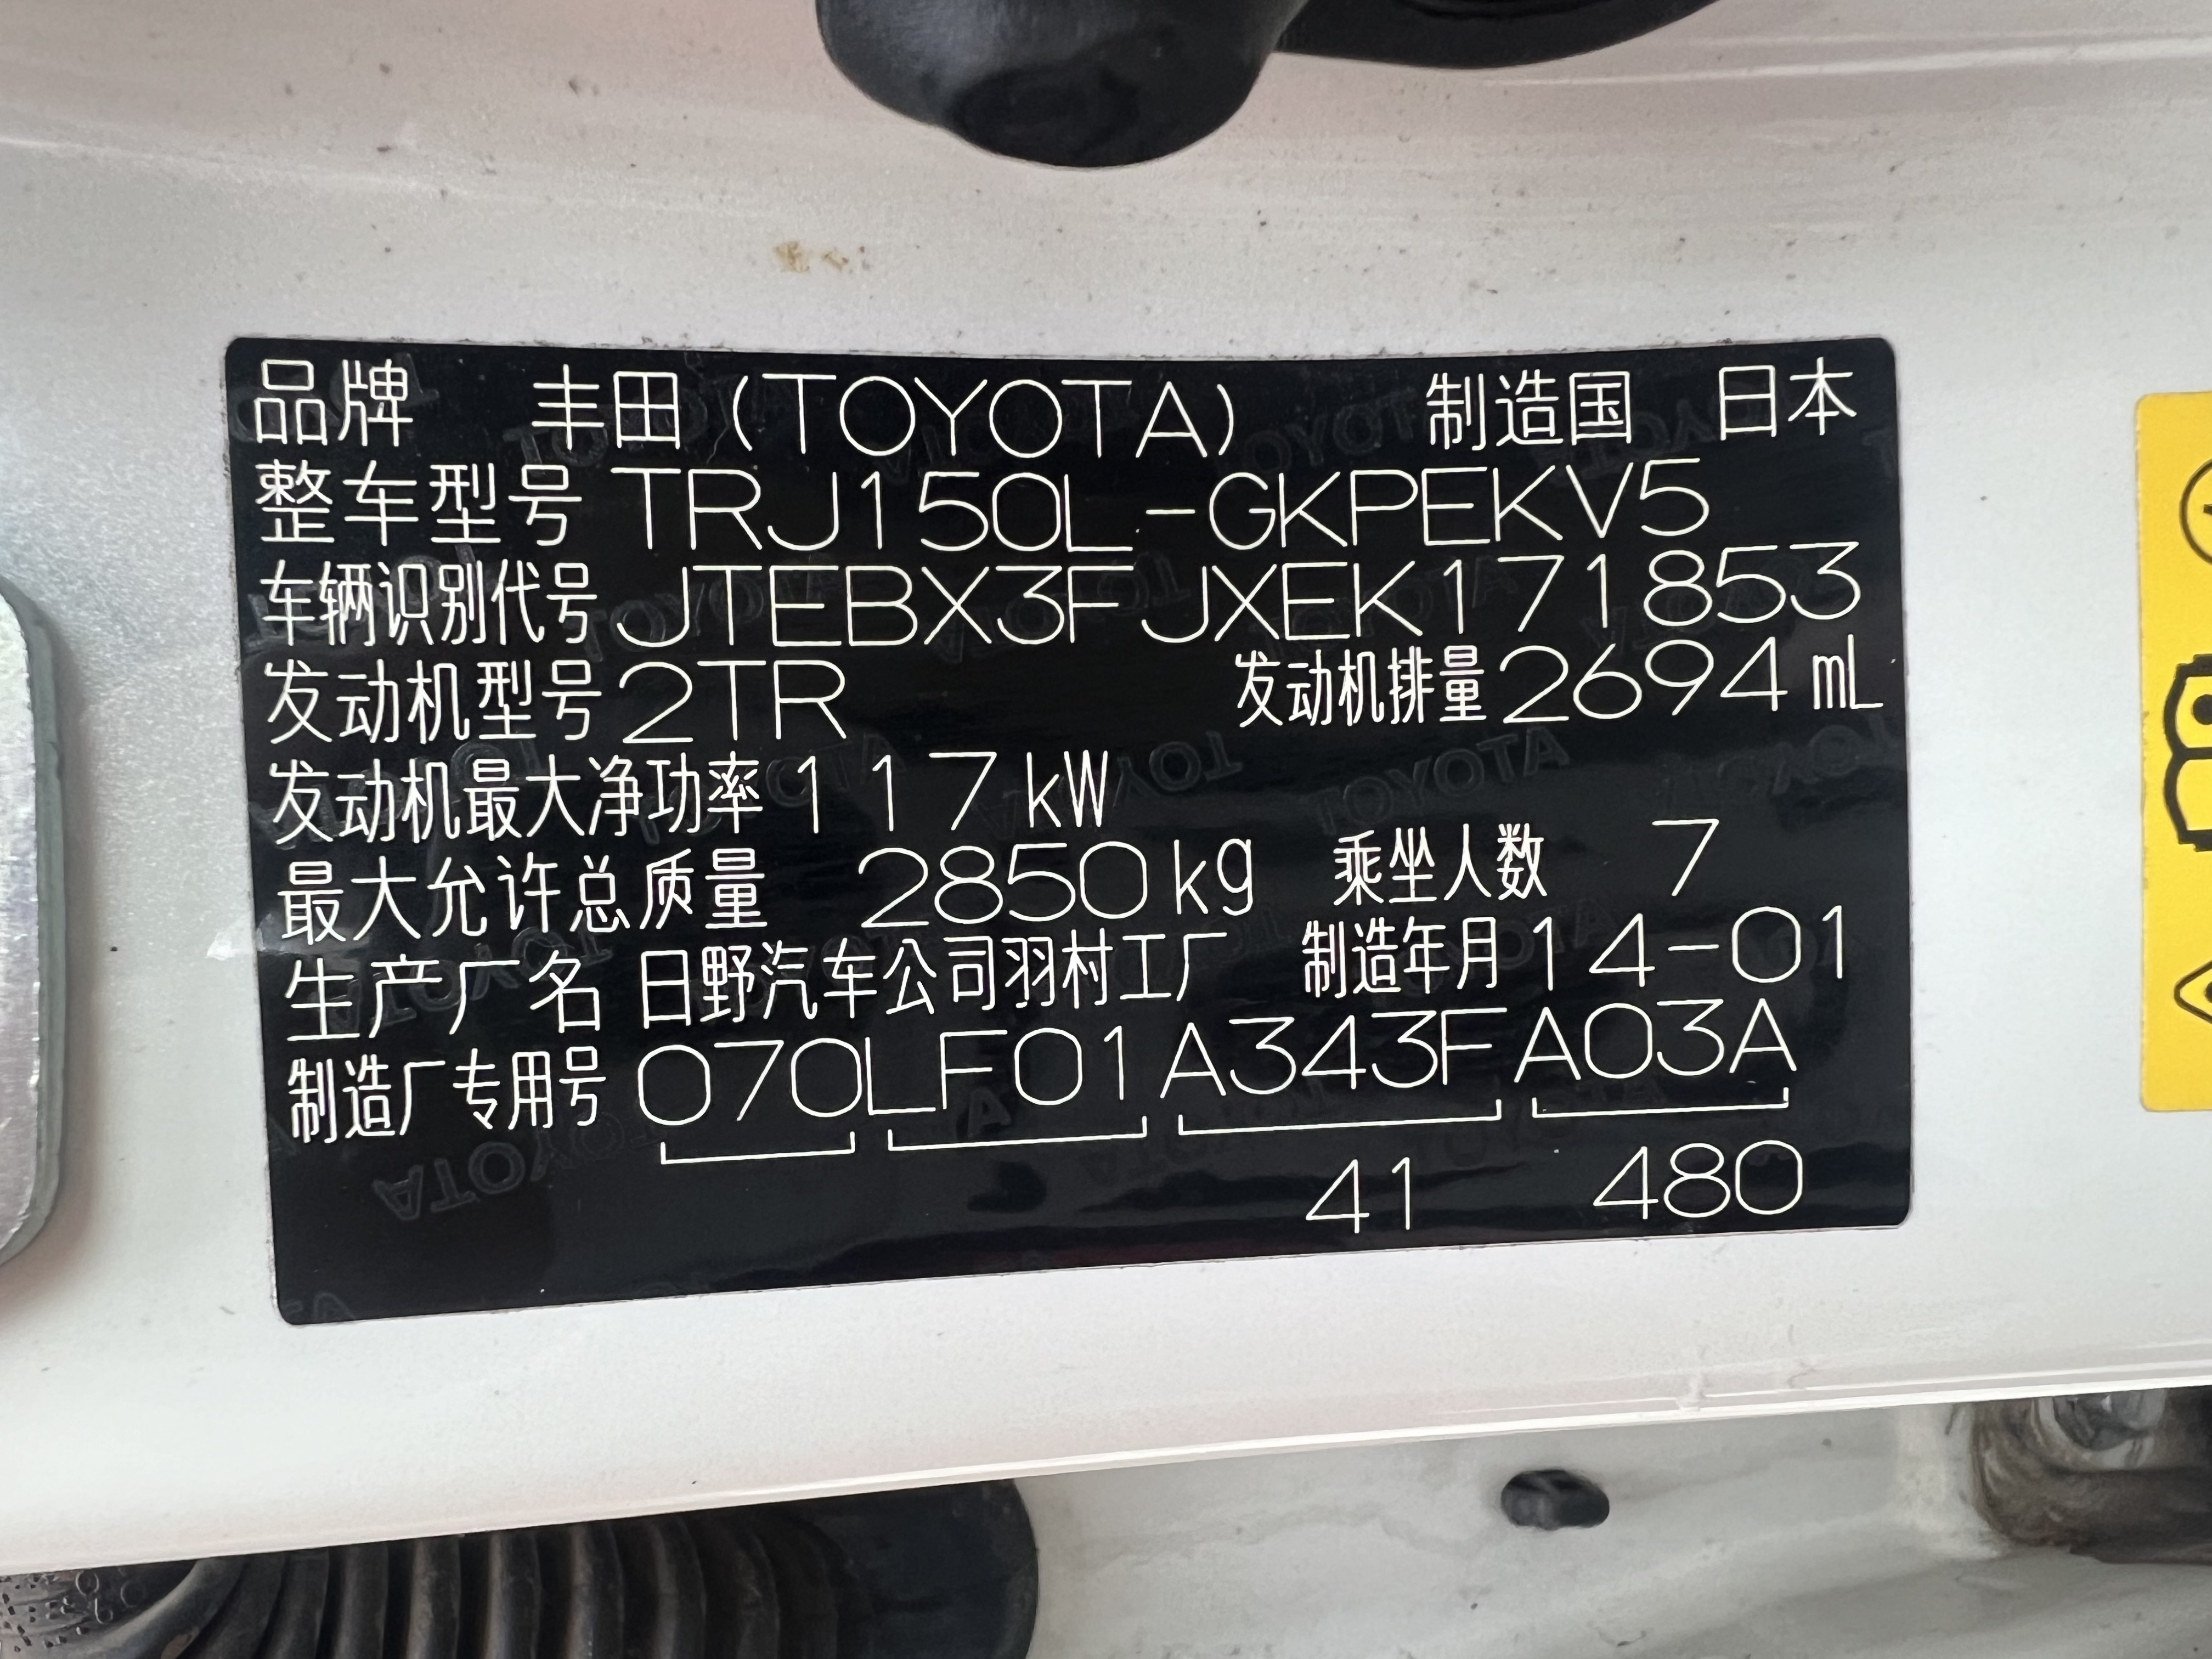 品牌 丰田 (TOYOTA) 制造国 日本
整车型号 TRJ150L-GKPEKV5
车辆识别代号 JTEBX3FJXEK171853
发动机型号 2TR 发动机排量 2694 mL
发动机最大净功率 117 kW
最大允许总质量 2850 kg 乘坐人数 7
生产厂名 日野汽车公司羽村工厂 制造年月 14-01
制造厂专用号 070LF01A343FA03A
41 480